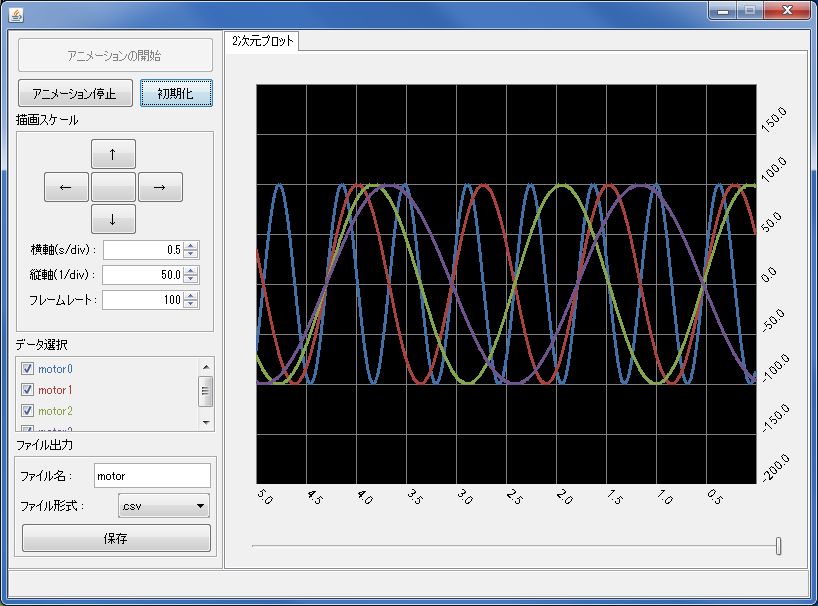 アニメーションの開始
アニメーション停止
初期化
描画スケール
↑
←
→
↓
横軸(s/div) :
0.5
縦軸(1/div) :
50.0
フレームレート :
100
データ選択
motor0
motor1
motor2
ファイル出力
ファイル名 :
motor
ファイル形式 :
.csv
保存
2次元プロット
150.0
100.0
50.0
0.0
-50.0
-100.0
-150.0
-200.0
5.0
4.5
4.0
3.5
3.0
2.5
2.0
1.5
1.0
0.5